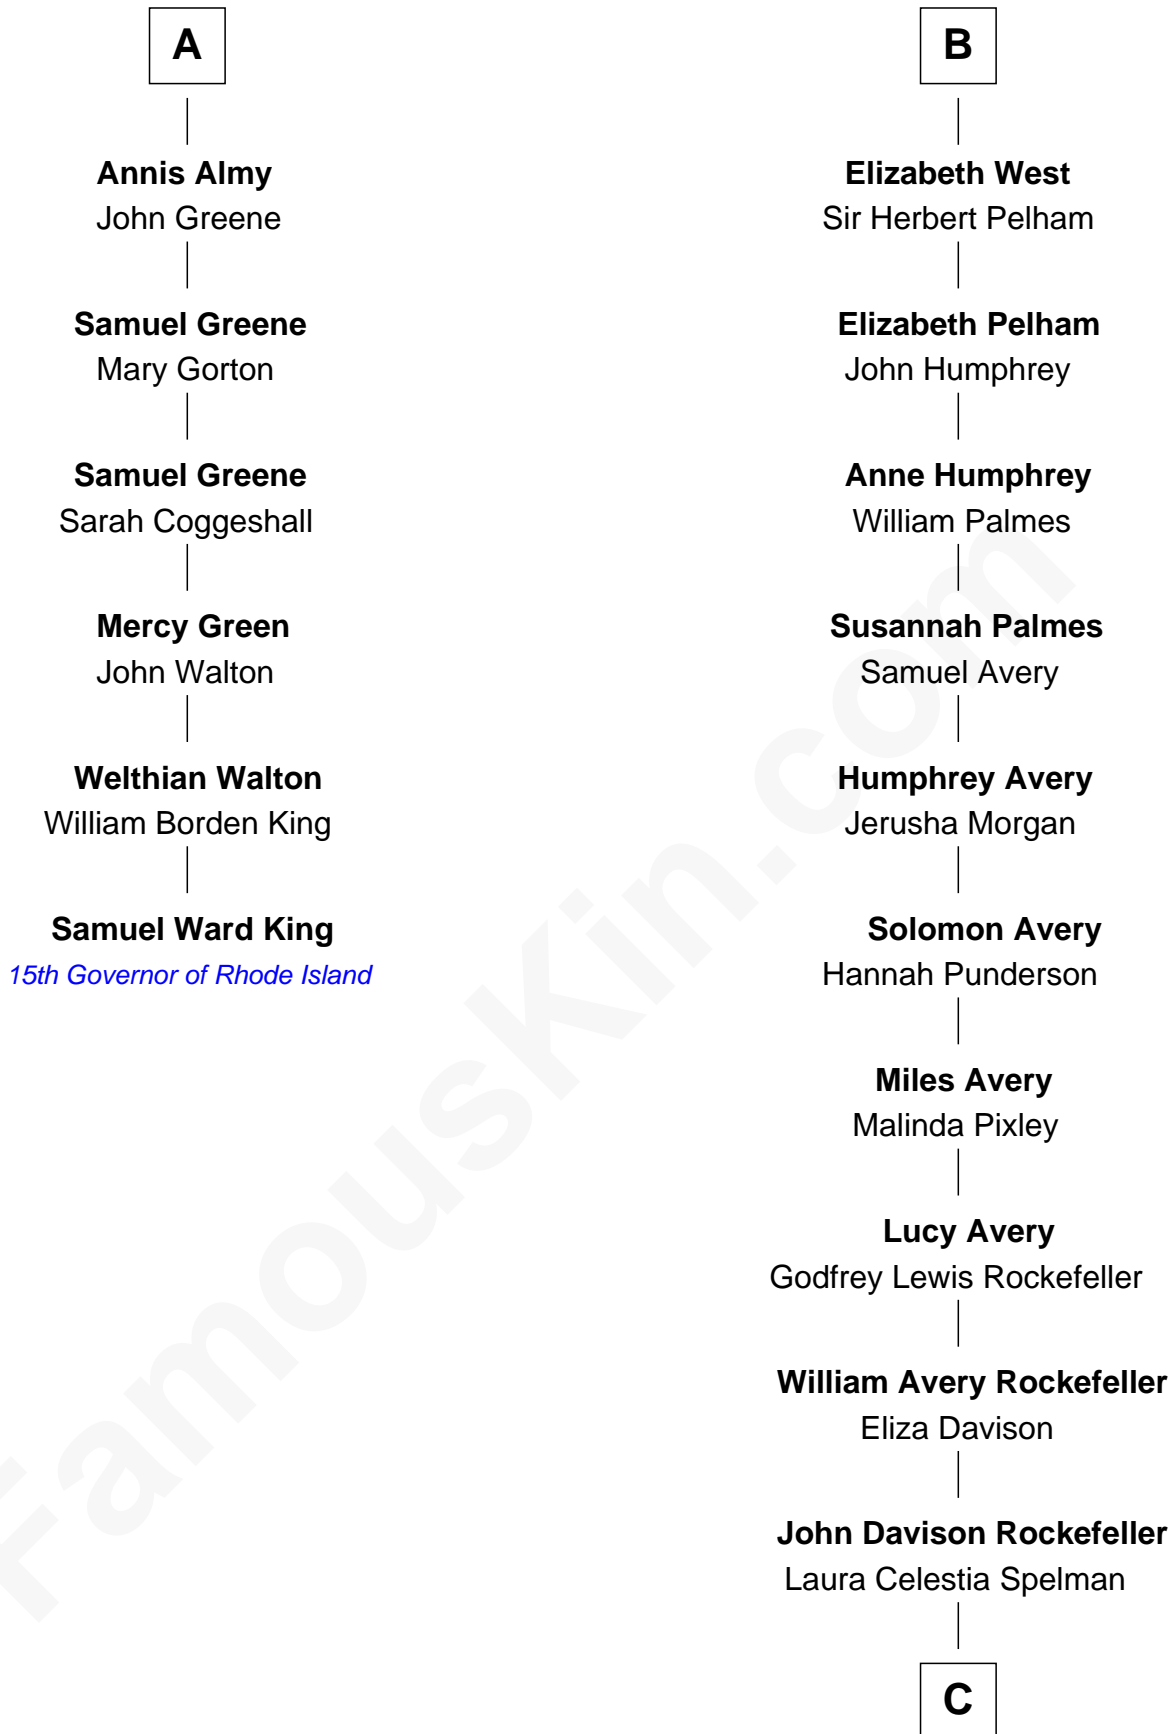 A
Annis Almy
John Greene
Samuel Greene
Mary Gorton
Samuel Greene
Sarah Coggeshall
Mercy Green
John Walton
Welthian Walton
William Borden King
Samuel Ward King
15th Governor of Rhode Island
B
Elizabeth West
Sir Herbert Pelham
Elizabeth Pelham
John Humphrey
Anne Humphrey
William Palmes
Susannah Palmes
Samuel Avery
Humphrey Avery
Jerusha Morgan
Solomon Avery
Hannah Punderson
Miles Avery
Malinda Pixley
Lucy Avery
Godfrey Lewis Rockefeller
William Avery Rockefeller
Eliza Davison
John Davison Rockefeller
Laura Celestia Spelman
C
FamousKin.com